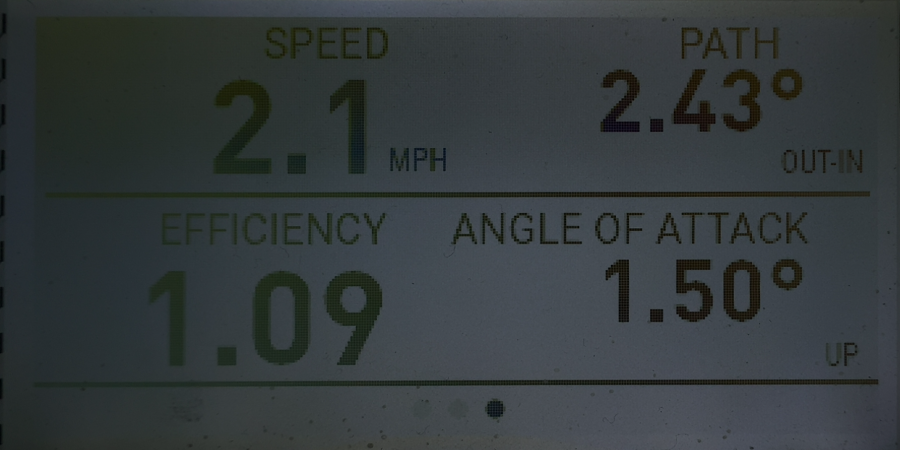 SPEED PATH
2.1 MPH 2.43°
OUT-IN
EFFICIENCY ANGLE OF ATTACK
1.09 1.50°
UP